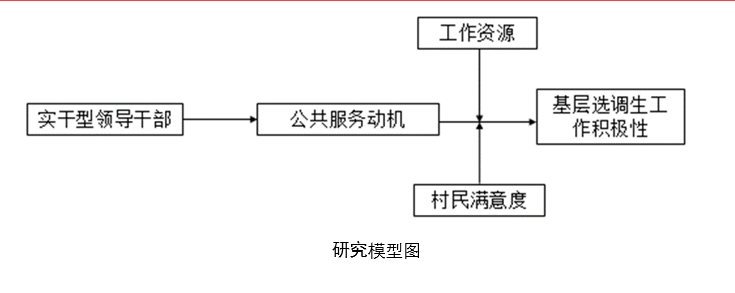 工作资源
实干型领导干部
公共服务动机
基层选调生工
作积极性
村民满意度
研究模型图